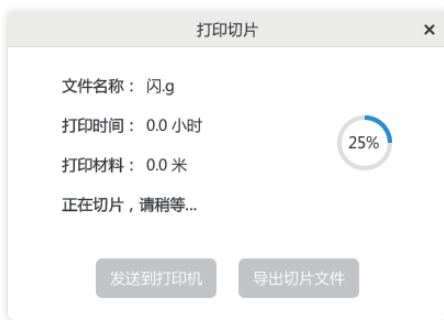 打印切片
文件名称： 闪.g
打印时间： 0.0 小时
25%
打印材料： 0.0 米
正在切片，请稍等...
发送到打印机
导出切片文件